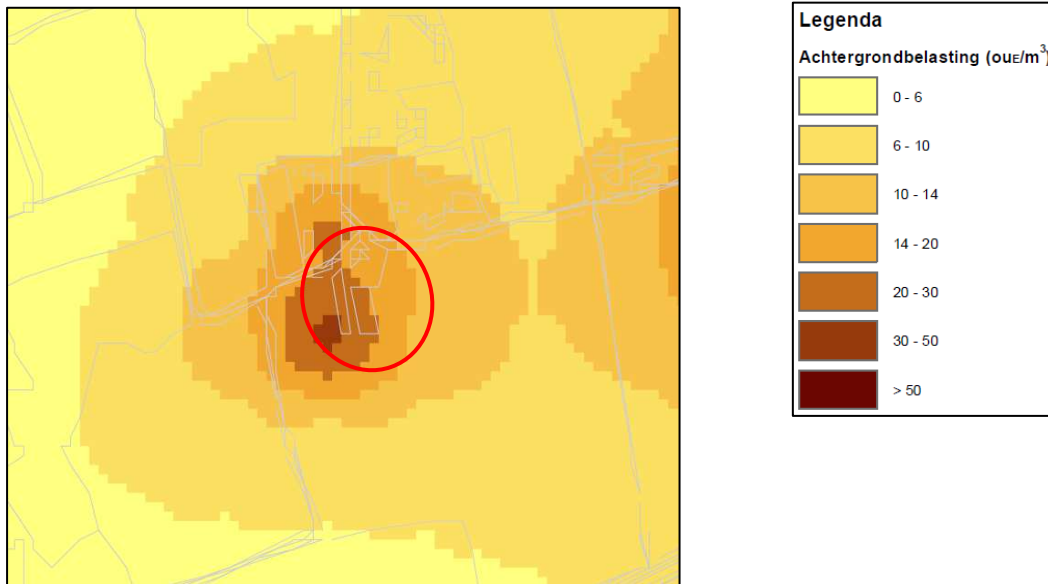 Legenda
Achtergrondbelasting (ouE/m³)
0 - 6
6 - 10
10 - 14
14 - 20
20 - 30
30 - 50
> 50